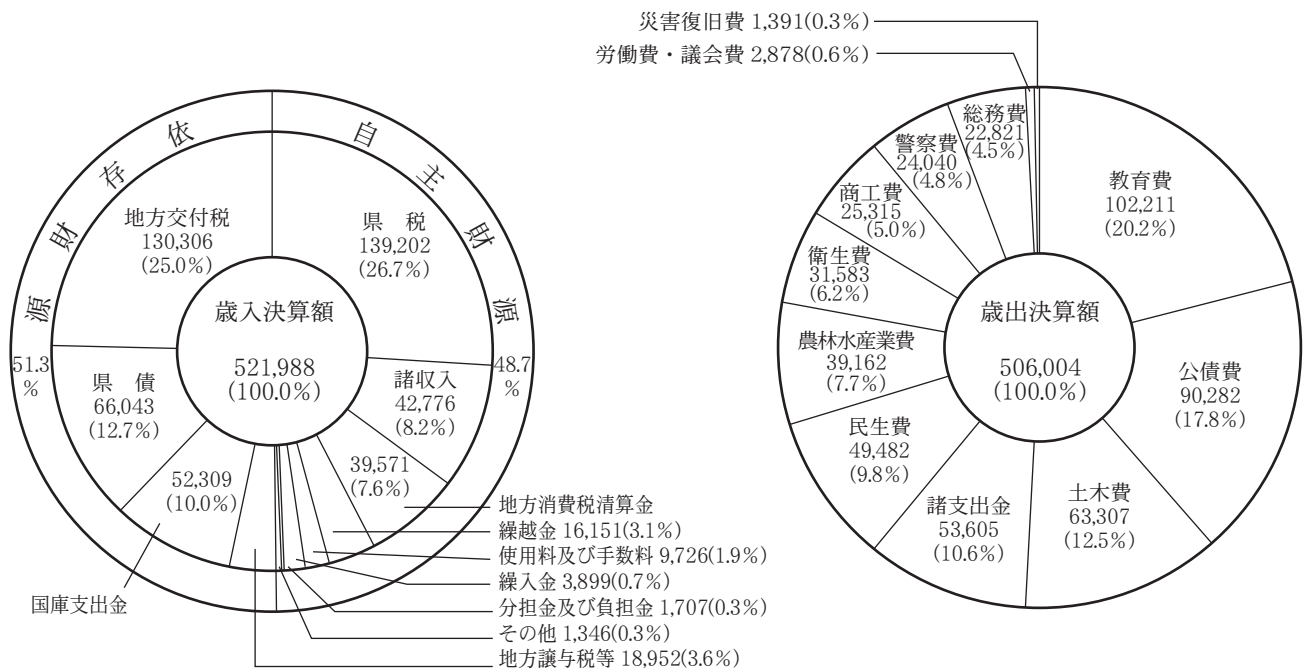 災害復旧費 1,391(0.3%)
労働費・議会費 2,878(0.6%)
依存財源
51.3
%
自主財源
48.7
%
歳入決算額
521,988
(100.0%)
県　税
139,202
(26.7%)
諸収入
42,776
(8.2%)
39,571
(7.6%)
地方消費税清算金
繰越金 16,151(3.1%)
使用料及び手数料 9,726(1.9%)
繰入金 3,899(0.7%)
分担金及び負担金 1,707(0.3%)
その他 1,346(0.3%)
地方譲与税等 18,952(3.6%)
国庫支出金
52,309
(10.0%)
県　債
66,043
(12.7%)
地方交付税
130,306
(25.0%)
歳出決算額
506,004
(100.0%)
教育費
102,211
(20.2%)
公債費
90,282
(17.8%)
土木費
63,307
(12.5%)
諸支出金
53,605
(10.6%)
民生費
49,482
(9.8%)
農林水産業費
39,162
(7.7%)
衛生費
31,583
(6.2%)
商工費
25,315
(5.0%)
警察費
24,040
(4.8%)
総務費
22,821
(4.5%)